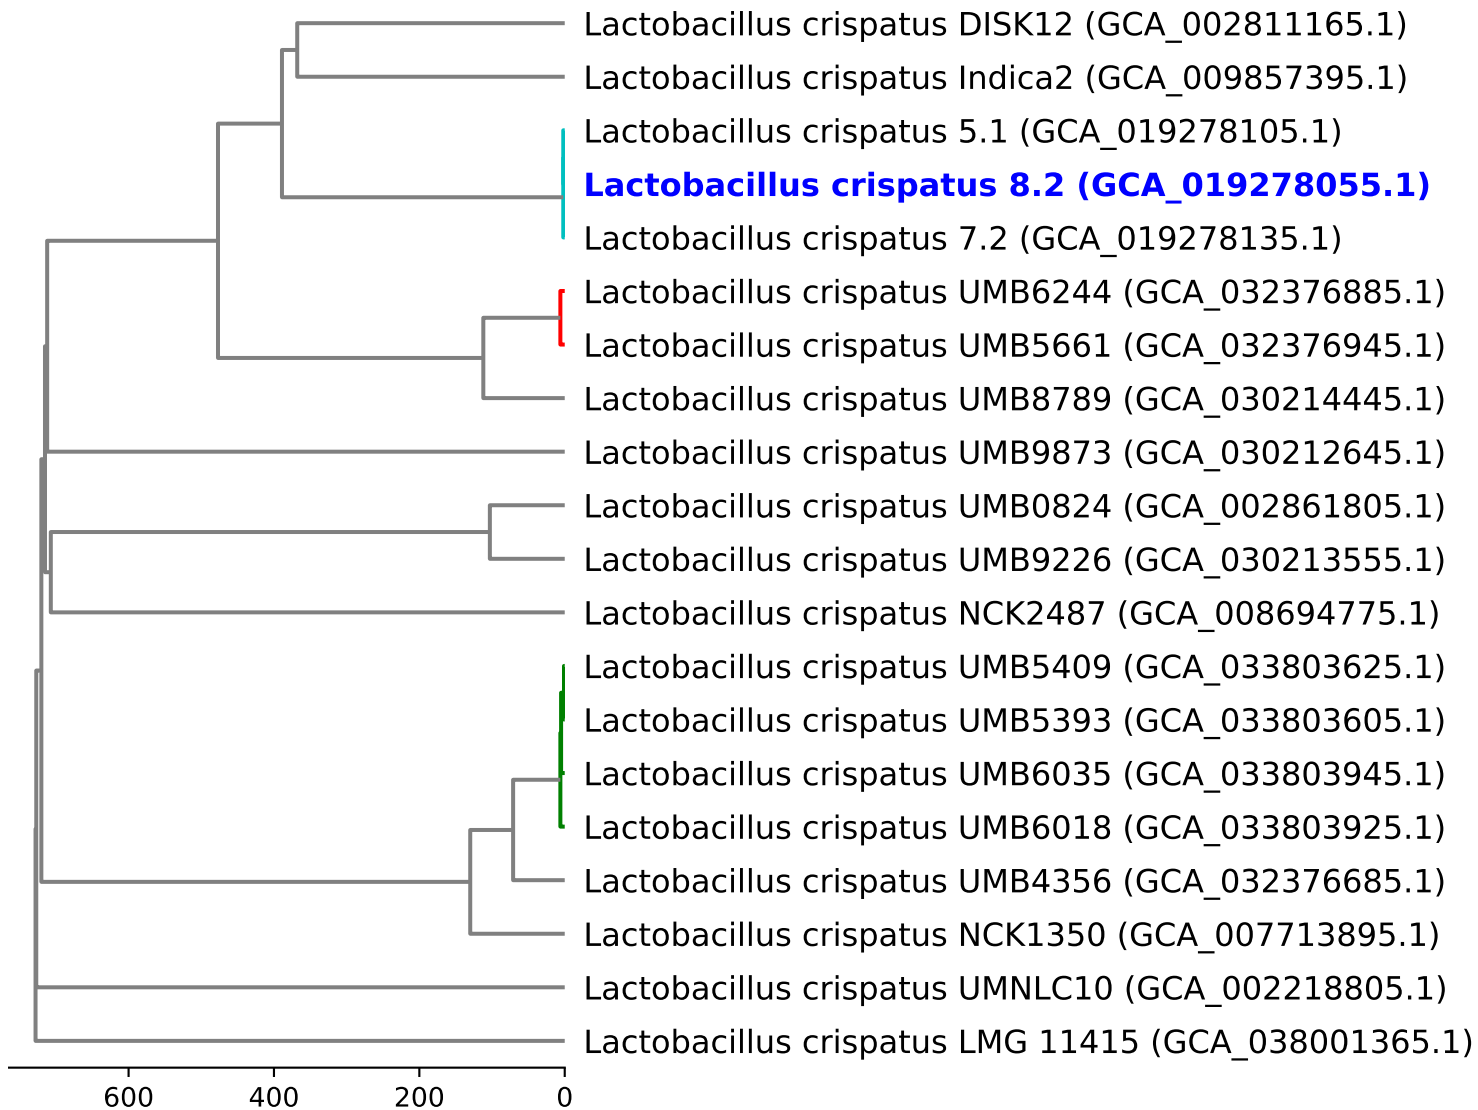 Lactobacillus crispatus DISK12 (GCA_002811165.1)
Lactobacillus crispatus Indica2 (GCA_009857395.1)
Lactobacillus crispatus 5.1 (GCA_019278105.1)
Lactobacillus crispatus 8.2 (GCA_019278055.1)
Lactobacillus crispatus 7.2 (GCA_019278135.1)
Lactobacillus crispatus UMB6244 (GCA_032376885.1)
Lactobacillus crispatus UMB5661 (GCA_032376945.1)
Lactobacillus crispatus UMB8789 (GCA_030214445.1)
Lactobacillus crispatus UMB9873 (GCA_030212645.1)
Lactobacillus crispatus UMB0824 (GCA_002861805.1)
Lactobacillus crispatus UMB9226 (GCA_030213555.1)
Lactobacillus crispatus NCK2487 (GCA_008694775.1)
Lactobacillus crispatus UMB5409 (GCA_033803625.1)
Lactobacillus crispatus UMB5393 (GCA_033803605.1)
Lactobacillus crispatus UMB6035 (GCA_033803945.1)
Lactobacillus crispatus UMB6018 (GCA_033803925.1)
Lactobacillus crispatus UMB4356 (GCA_032376685.1)
Lactobacillus crispatus NCK1350 (GCA_007713895.1)
Lactobacillus crispatus UMNLC10 (GCA_002218805.1)
Lactobacillus crispatus LMG 11415 (GCA_038001365.1)
600 400 200 0